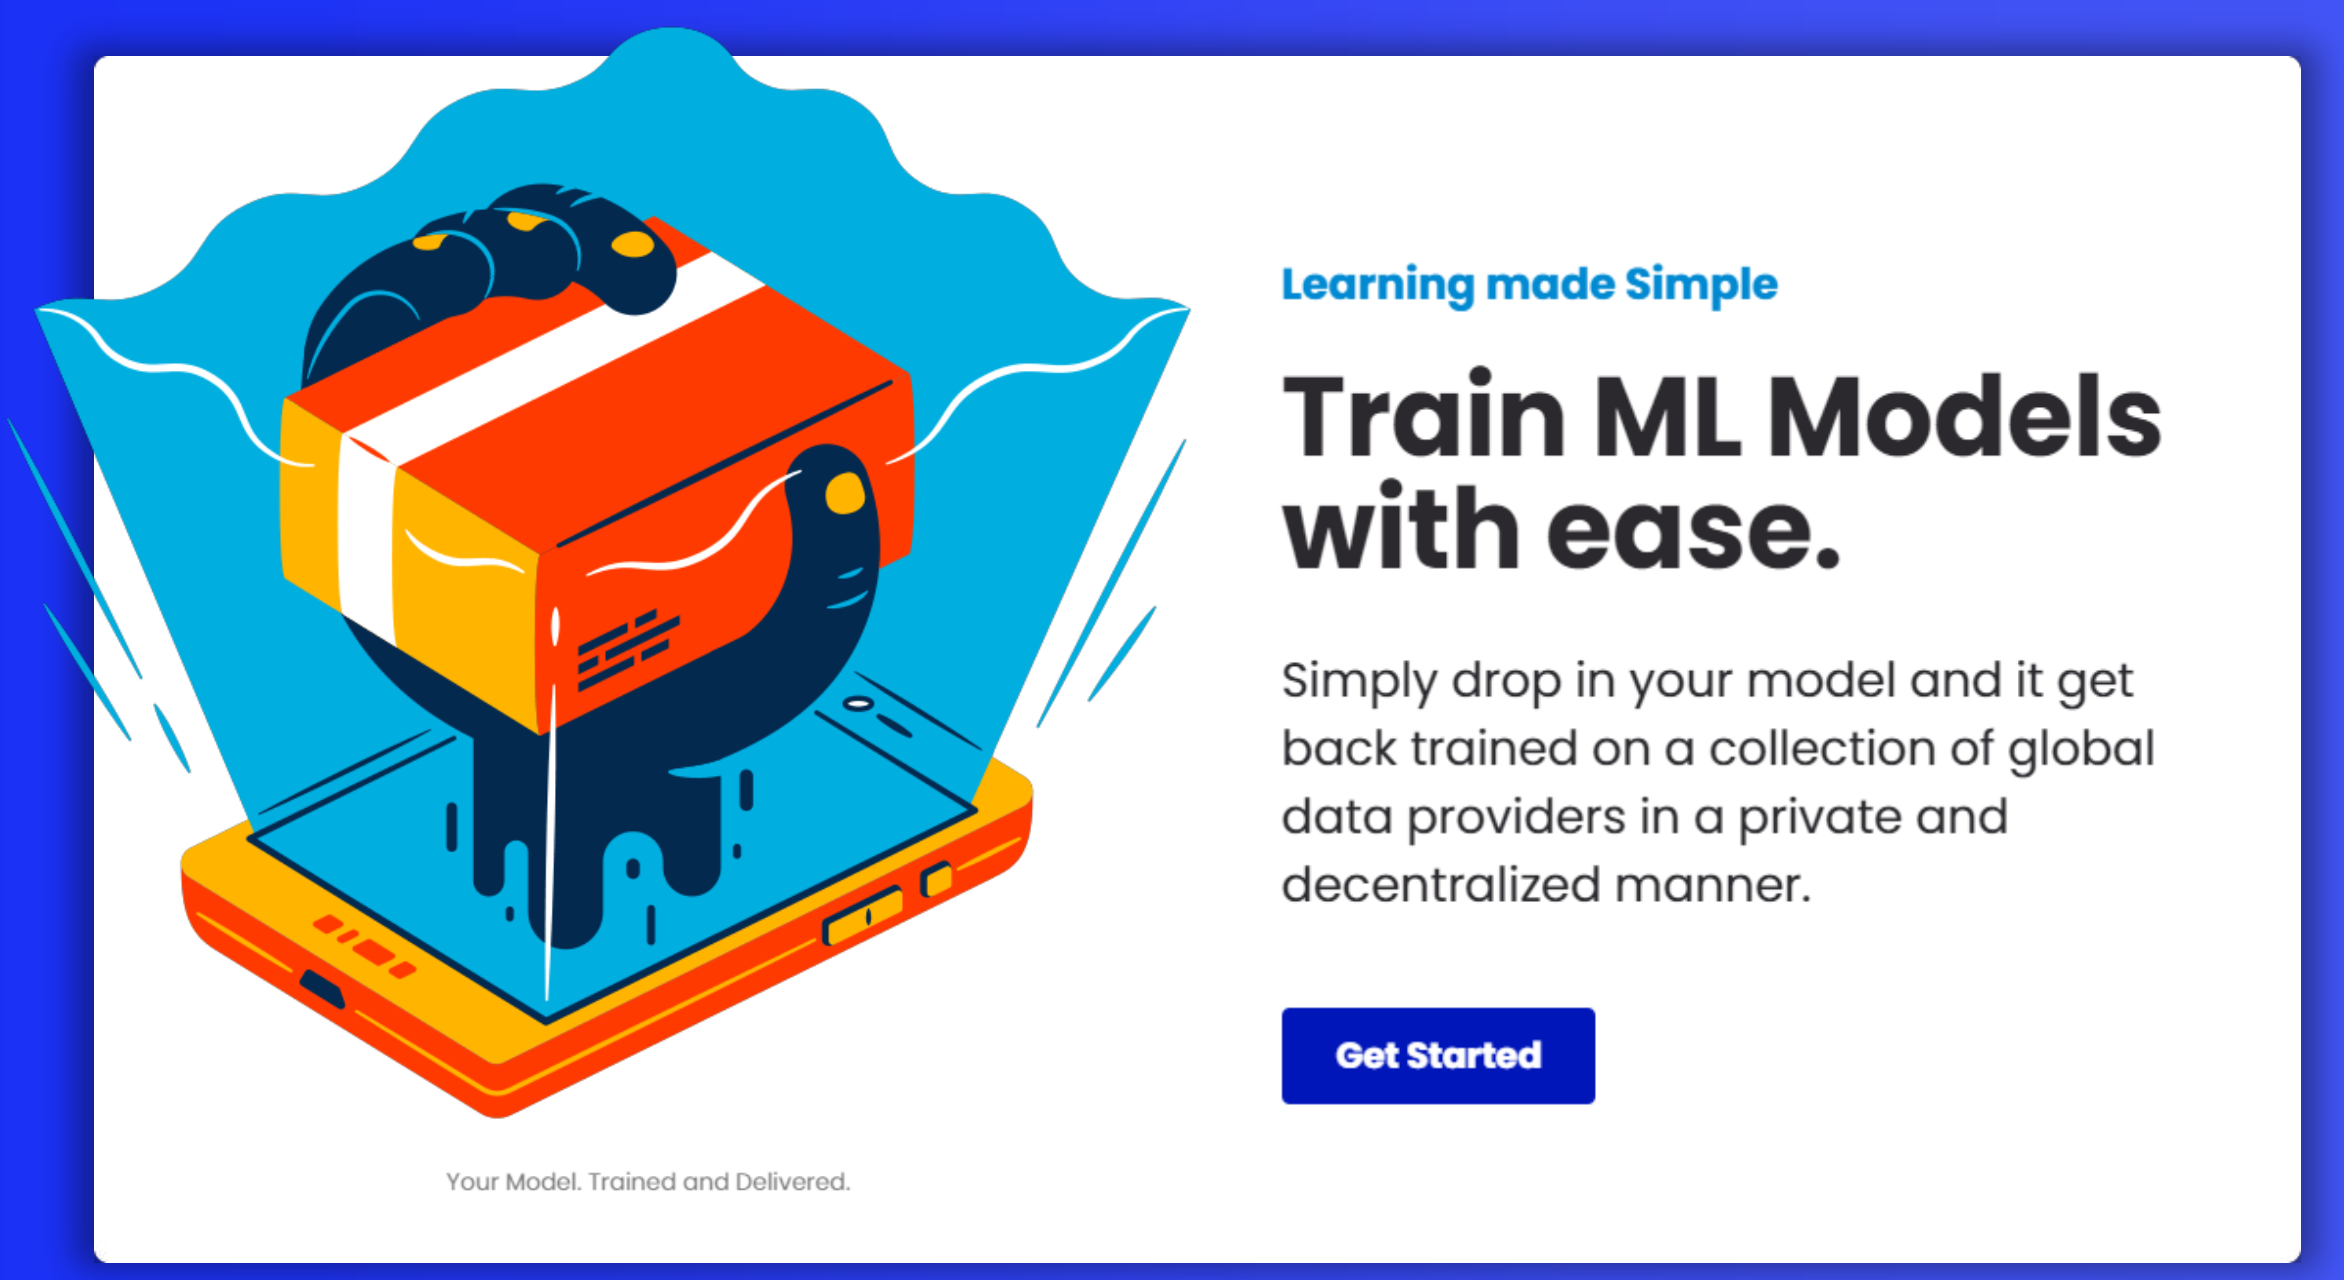 Learning made Simple
Train ML Models
with ease.
Simply drop in your model and it get
back trained on a collection of global
data providers in a private and
decentralized manner.
Get Started
Your Model. Trained and Delivered.